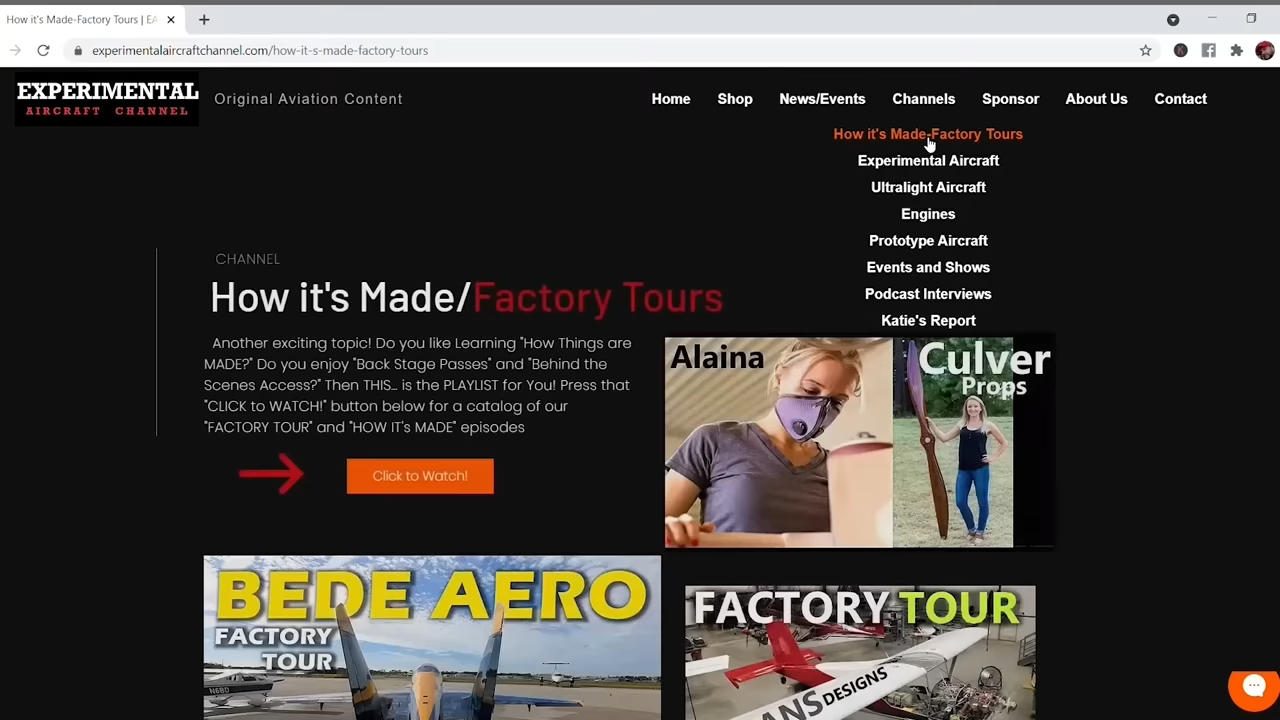 How it's Made-Factory Tours | EA
experimentalaircraftchannel.com/how-it-s-made-factory-tours
EXPERIMENTAL
AIRCRAFT CHANNEL
Original Aviation Content
Home Shop News/Events Channels Sponsor About Us Contact
How it's Made-Factory Tours
Experimental Aircraft
Ultralight Aircraft
Engines
Prototype Aircraft
Events and Shows
Podcast Interviews
Katie's Report
CHANNEL
How it's Made/Factory Tours
Another exciting topic! Do you like Learning "How Things are
MADE?" Do you enjoy "Back Stage Passes" and "Behind the
Scenes Access?" Then THIS... is the PLAYLIST for You! Press that
"CLICK to WATCH!" button below for a catalog of our
"FACTORY TOUR" and "HOW IT's MADE" episodes
Click to Watch!
Alaina
Culver
Props
BEDE AERO
FACTORY
TOUR
N6BD
FACTORY TOUR
ANS DESIGNS